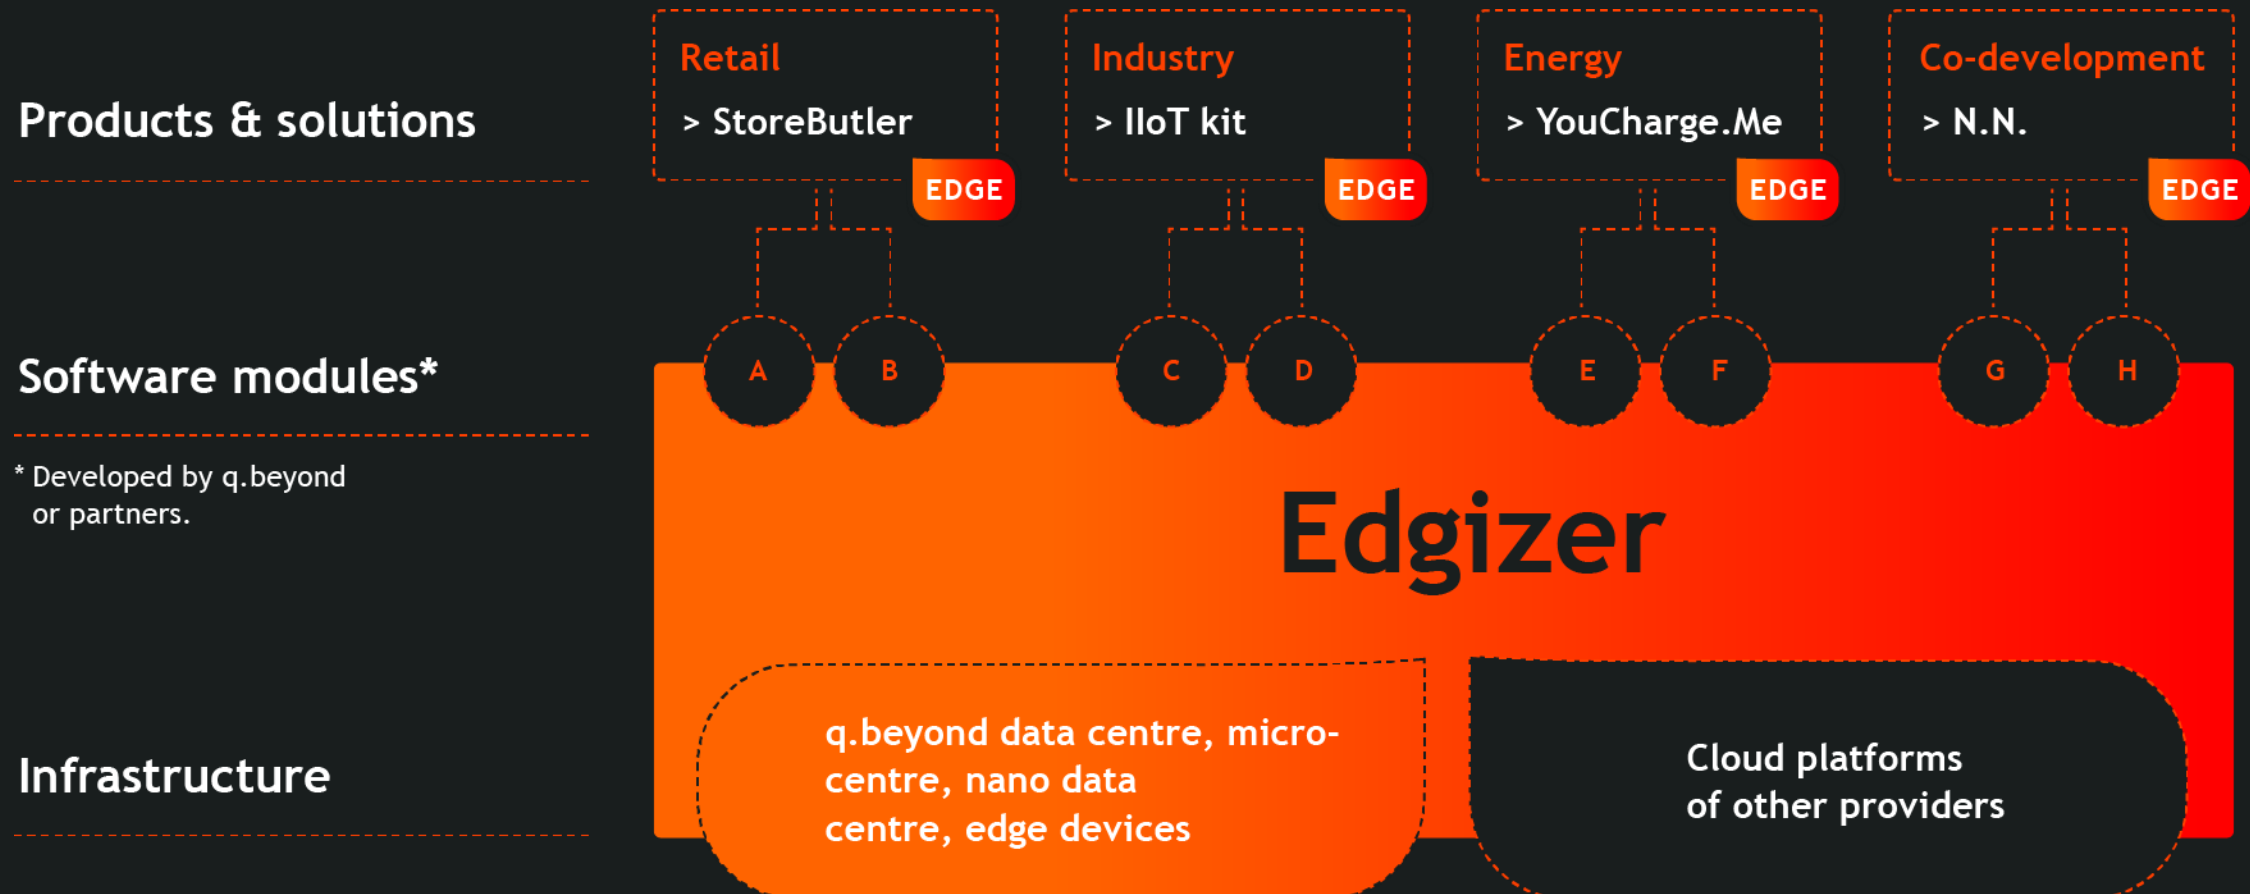 Products & solutions
Retail
> StoreButler
EDGE
Industry
> IIoT kit
EDGE
Energy
> YouCharge.Me
EDGE
Co-development
> N.N.
EDGE
Software modules*
A
B
C
D
E
F
G
H
* Developed by q.beyond
or partners.
Edgizer
Infrastructure
q.beyond data centre, micro-
centre, nano data
centre, edge devices
Cloud platforms
of other providers